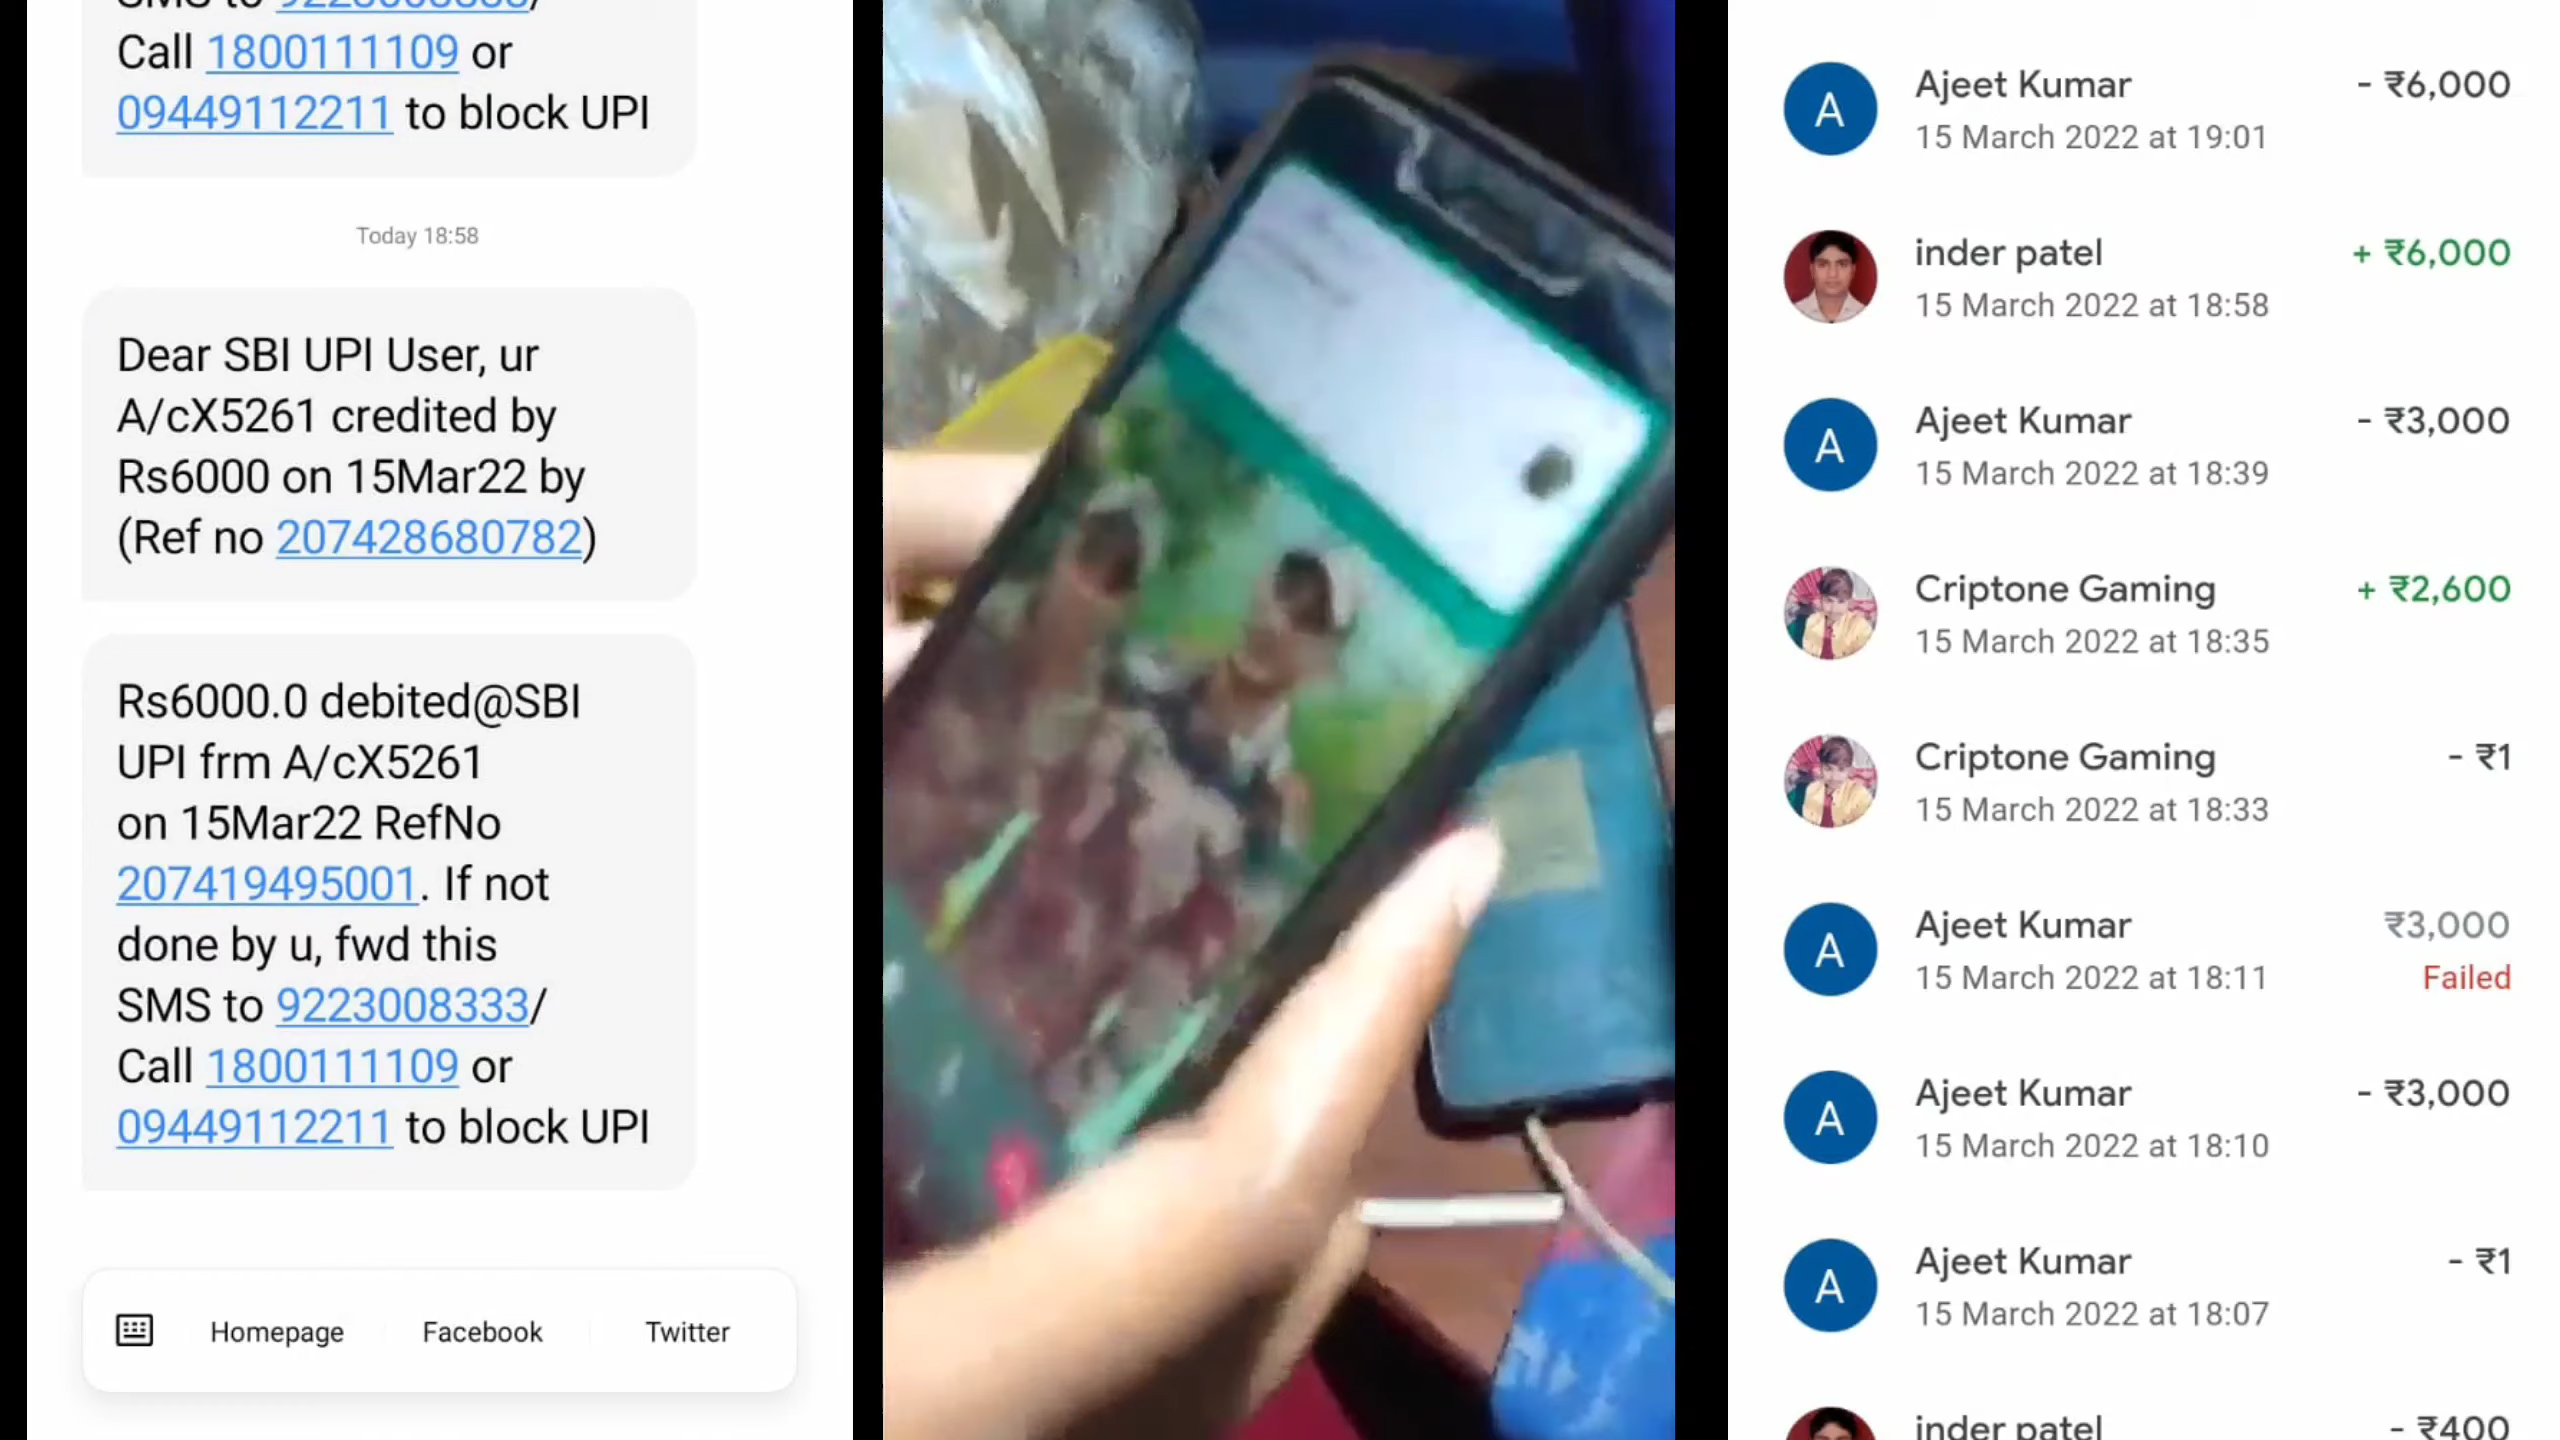 SMS to 9223008333/
Call 1800111109 or
09449112211 to block UPI
Today 18:58
Dear SBI UPI User, ur
A/cX5261 credited by
Rs6000 on 15Mar22 by
(Ref no 207428680782)
Rs6000.0 debited@SBI
UPI frm A/cX5261
on 15Mar22 RefNo
207419495001. If not
done by u, fwd this
SMS to 9223008333/
Call 1800111109 or
09449112211 to block UPI
Homepage Facebook Twitter
A Ajeet Kumar - ₹6,000
15 March 2022 at 19:01
inder patel + ₹6,000
15 March 2022 at 18:58
A Ajeet Kumar - ₹3,000
15 March 2022 at 18:39
Criptone Gaming + ₹2,600
15 March 2022 at 18:35
Criptone Gaming - ₹1
15 March 2022 at 18:33
A Ajeet Kumar ₹3,000
15 March 2022 at 18:11 Failed
A Ajeet Kumar - ₹3,000
15 March 2022 at 18:10
A Ajeet Kumar - ₹1
15 March 2022 at 18:07
inder patel - ₹400